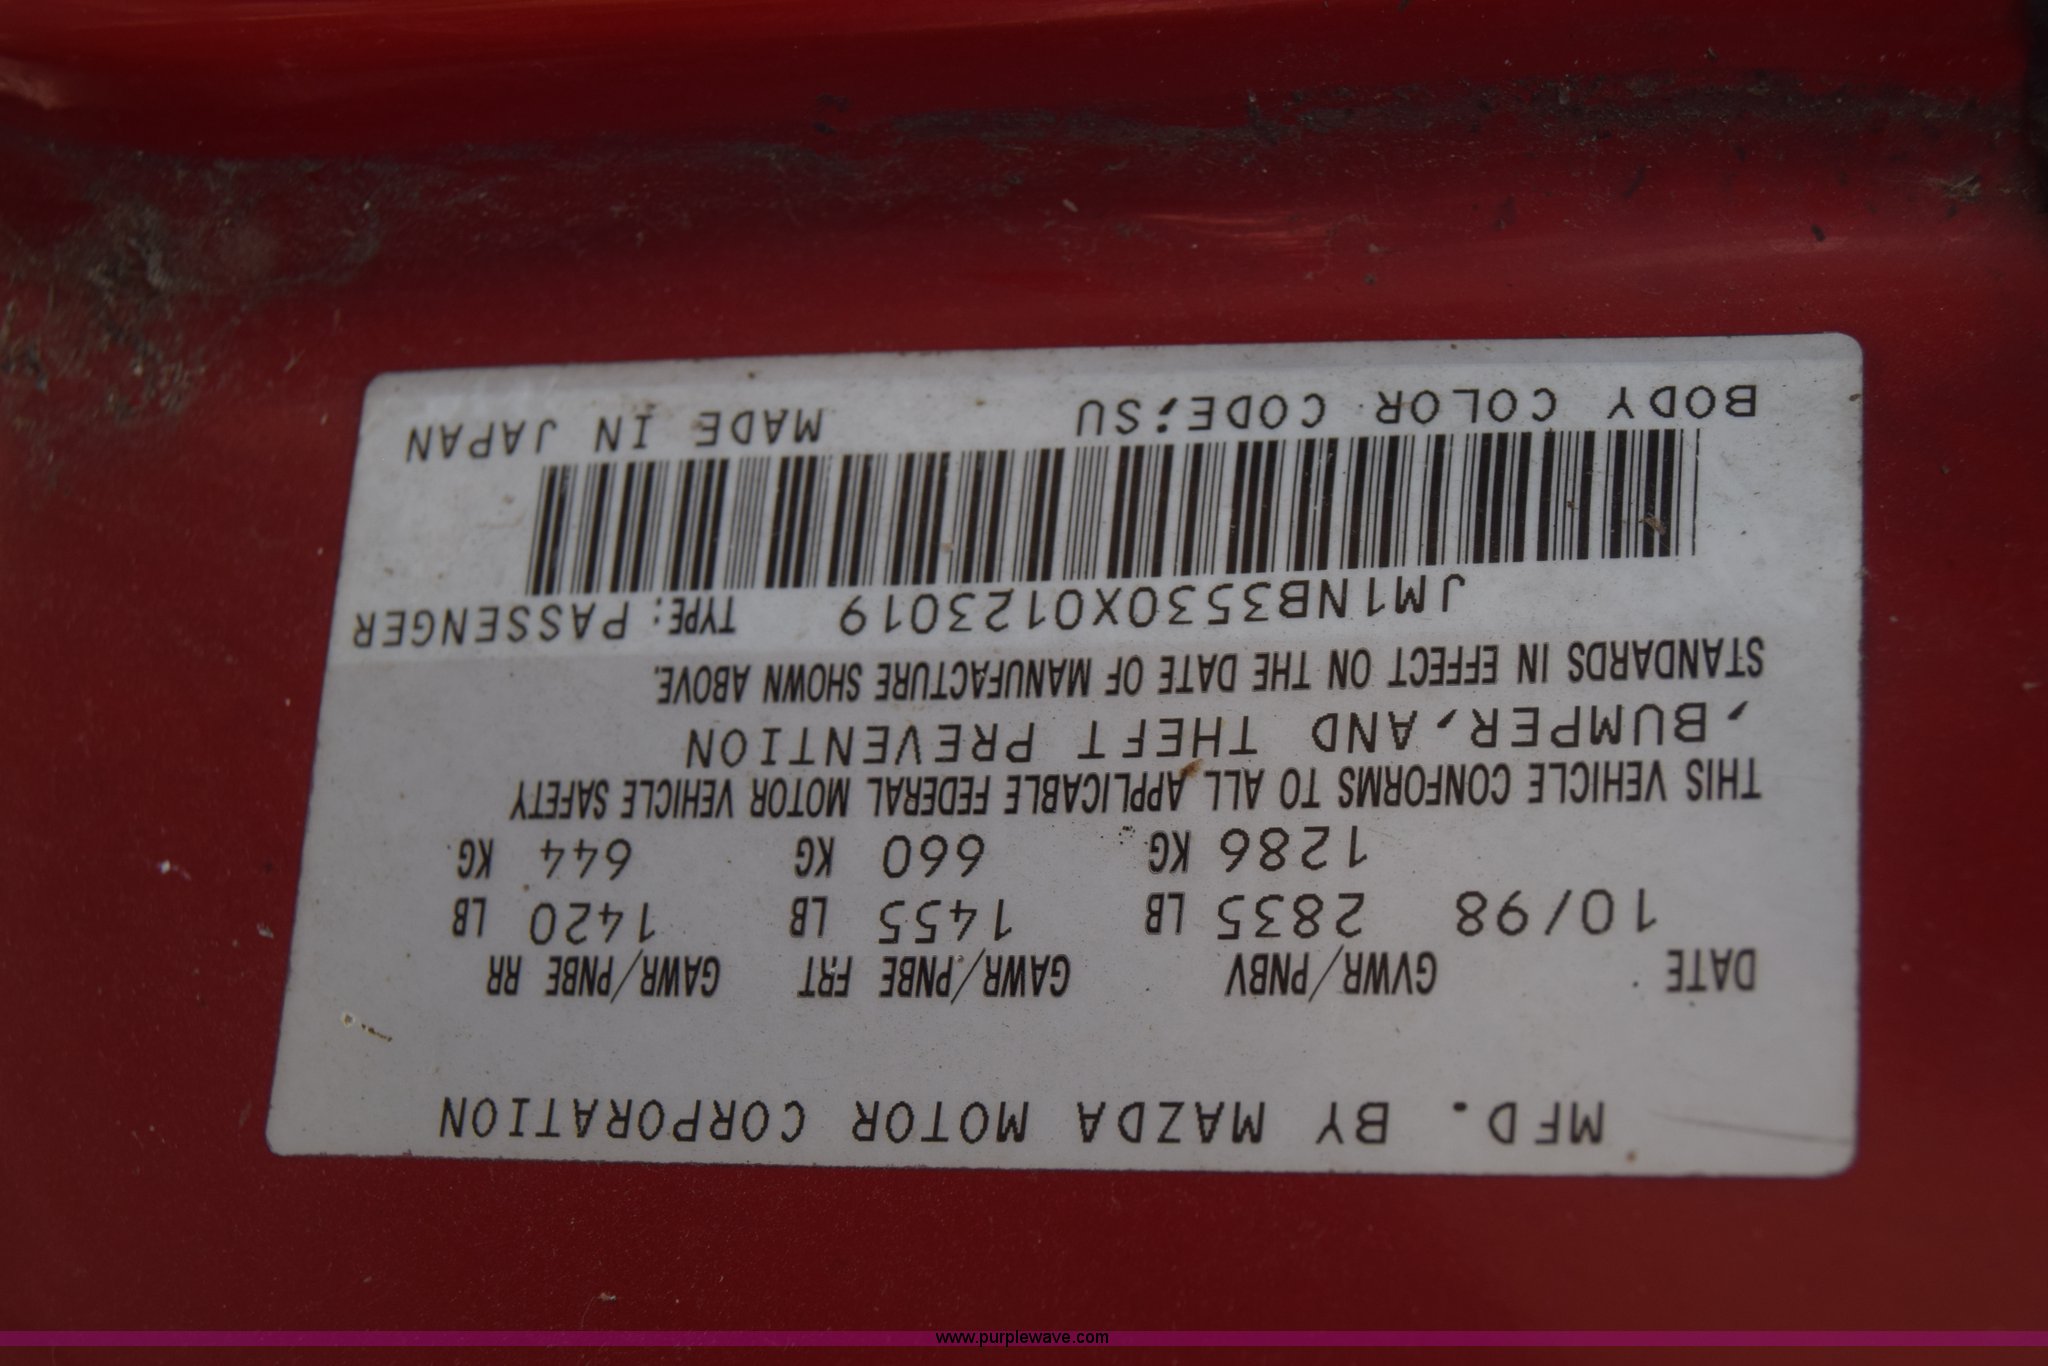 MFD. BY MAZDA MOTOR CORPORATION
DATE GVWR/PNBV GAWR/PNBE FRT GAWR/PNBE RR
10/98 2835 LB 1455 LB 1420 LB
1286 KG 660 KG 644 KG
THIS VEHICLE CONFORMS TO ALL APPLICABLE FEDERAL MOTOR VEHICLE SAFETY
,BUMPER,AND THEFT PREVENTION
STANDARDS IN EFFECT ON THE DATE OF MANUFACTURE SHOWN ABOVE.
JM1NB3530X0123019 TYPE: PASSENGER
BODY COLOR CODE:SU MADE IN JAPAN
www.purplewave.com